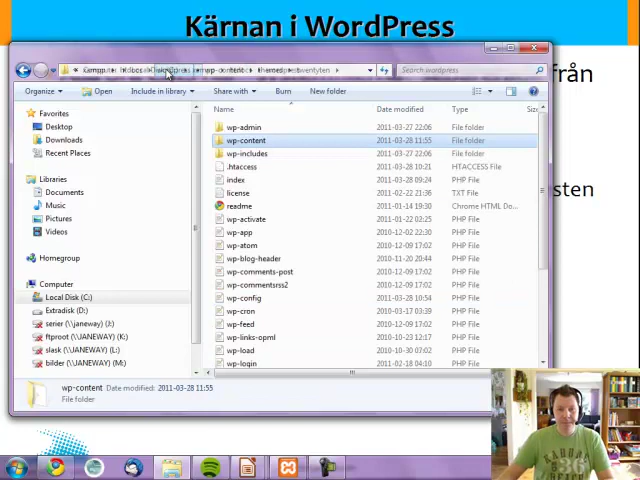 Kärnan i WordPress
från
Search wordpress
Organize
Open
Include in library
Share with
Burn
New folder
Favorites
Desktop
Downloads
Recent Places
Libraries
Documents
Music
Pictures
Videos
Homegroup
Computer
Local Disk (C:)
Extradisk (D:)
serier (\\janeway) (J:)
ftproot (\\JANEWAY) (K:)
slask (\\JANEWAY) (L:)
bilder (\\JANEWAY) (M:)
Name Date modified Type Size
wp-admin 2011-03-27 22:06 File folder
wp-content 2011-03-28 11:55 File folder
wp-includes 2011-03-27 22:06 File folder
.htaccess 2011-03-28 10:21 HTACCESS File
index 2011-03-28 09:24 PHP File
license 2011-02-22 21:36 TXT File
readme 2011-01-14 19:30 Chrome HTML Do...
wp-activate 2011-01-22 02:25 PHP File
wp-app 2010-12-02 22:30 PHP File
wp-atom 2010-12-09 17:02 PHP File
wp-blog-header 2010-11-20 20:44 PHP File
wp-comments-post 2010-12-09 17:02 PHP File
wp-commentsrss2 2010-12-09 17:02 PHP File
wp-config 2011-03-28 10:54 PHP File
wp-cron 2010-03-17 03:39 PHP File
wp-feed 2010-12-09 17:02 PHP File
wp-links-opml 2010-12-09 17:02 PHP File
wp-load 2010-10-30 07:02 PHP File
wp-login 2011-02-18 04:10 PHP File
sten
wp-content Date modified: 2011-03-28 11:55
File folder